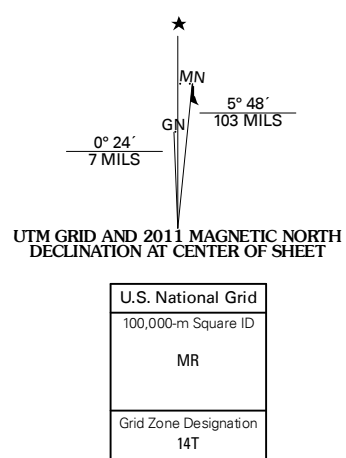 ★
MN
5° 48´
103 MILS
GN
0° 24´
7 MILS
UTM GRID AND 2011 MAGNETIC NORTH
DECLINATION AT CENTER OF SHEET
U.S. National Grid
100,000-m Square ID
MR
Grid Zone Designation
14T